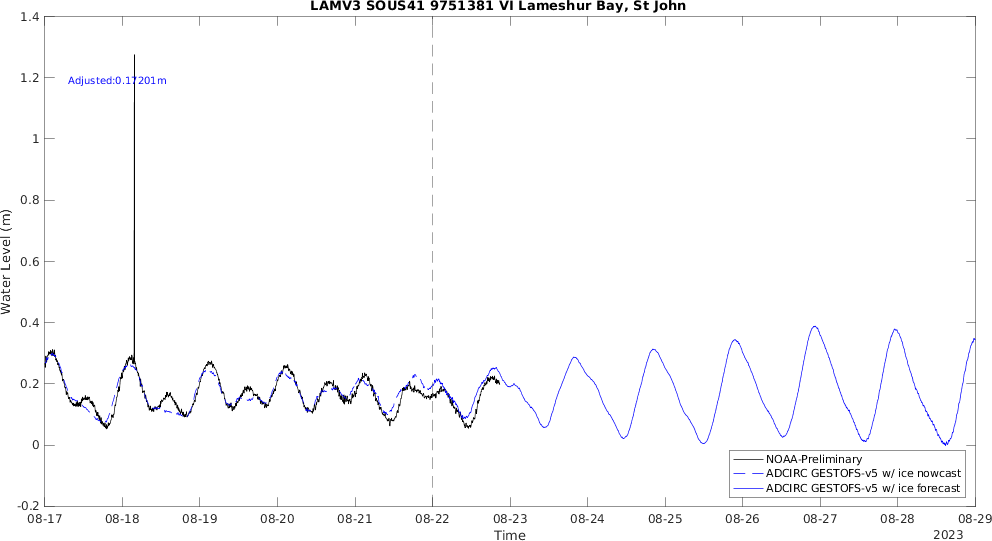 LAMV3 SOUS41 9751381 VI Lameshur Bay, St John
1.4
1.2
1
0.8
0.6
0.4
0.2
0
-0.2
Water Level (m)
Adjusted:0.17201m
NOAA-Preliminary
ADCIRC GESTOFS-v5 w/ ice nowcast
ADCIRC GESTOFS-v5 w/ ice forecast
08-17 08-18 08-19 08-20 08-21 08-22 08-23 08-24 08-25 08-26 08-27 08-28 08-29
Time
2023